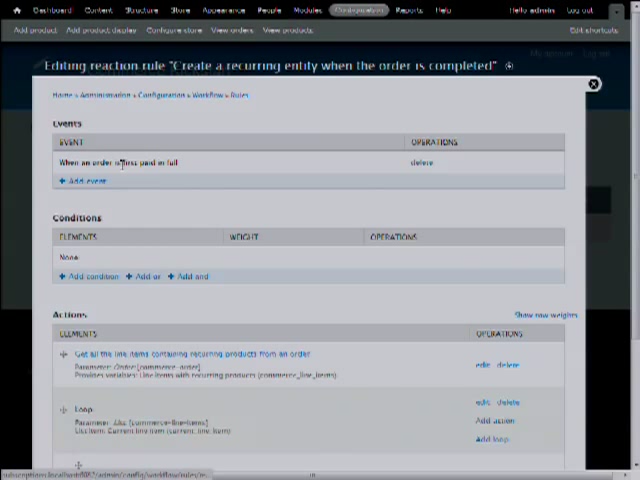 Dashboard Content Structure Store Appearance People Modules Configuration Reports Help Hello admin Log out
Add product Add product display Configure store View orders View products Edit shortcuts
My account Log out
Editing reaction rule "Create a recurring entity when the order is completed"
Home » Administration » Configuration » Workflow » Rules
Events
EVENT OPERATIONS
When an order is first paid in full delete
Add event
Conditions
ELEMENTS WEIGHT OPERATIONS
None
Add condition Add or Add and
Actions Show row weights
ELEMENTS OPERATIONS
Get all the line items containing recurring products from an order
edit delete
Parameter: Order: [commerce-order]
Provides variables: Line items with recurring products (commerce_line_items)
edit delete
Loop
Add action
Parameter: List: [commerce-line-items]
List item: Current line item (current_line_item)
Add loop